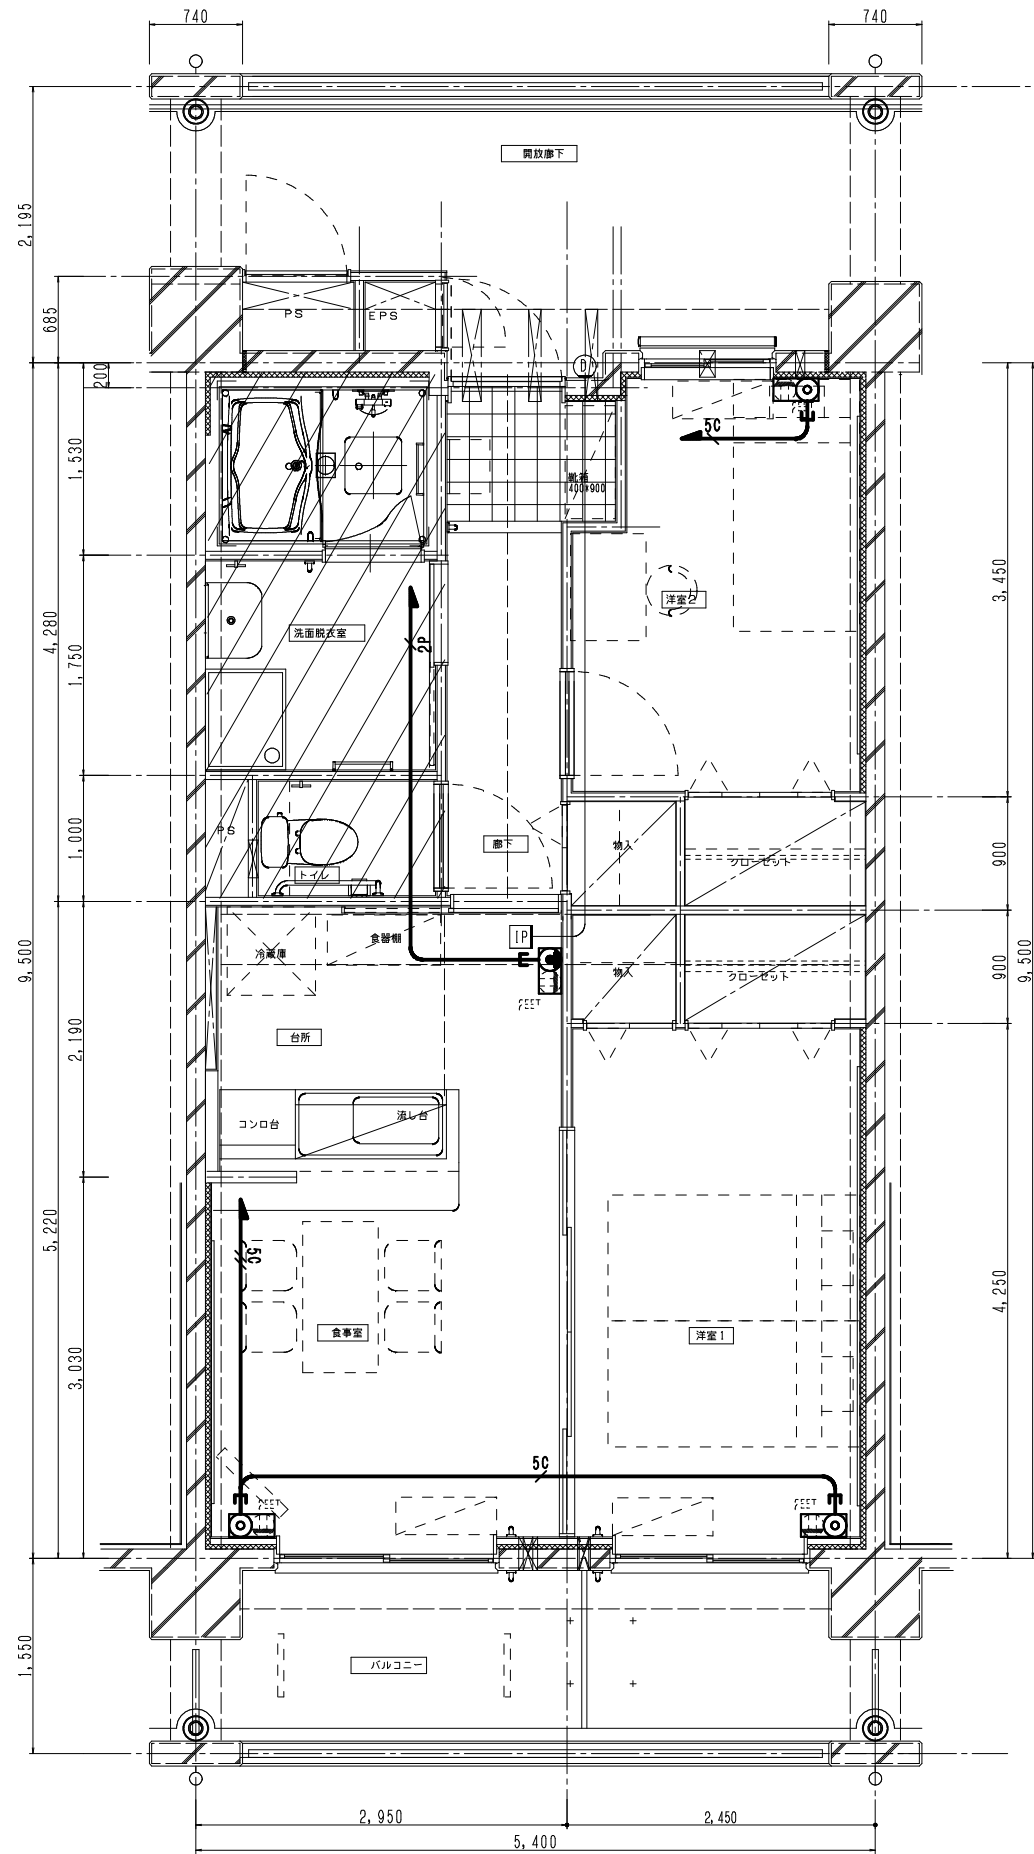 740
740
開放廊下
2,195
685
PS
EPS
200
D
5C
1,530
靴箱
400*900
3,450
洋室2
4,280
洗面脱衣室
2P
1,750
1,000
PS
トイレ
廊下
物入
クローゼット
900
9,500
冷蔵庫
食器棚
IP
物入
クローゼット
900
9,500
2,190
台所
コンロ台
流し台
5,220
5C
4,250
食事室
洋室1
3,030
5C
1,550
バルコニー
2,950
2,450
5,400